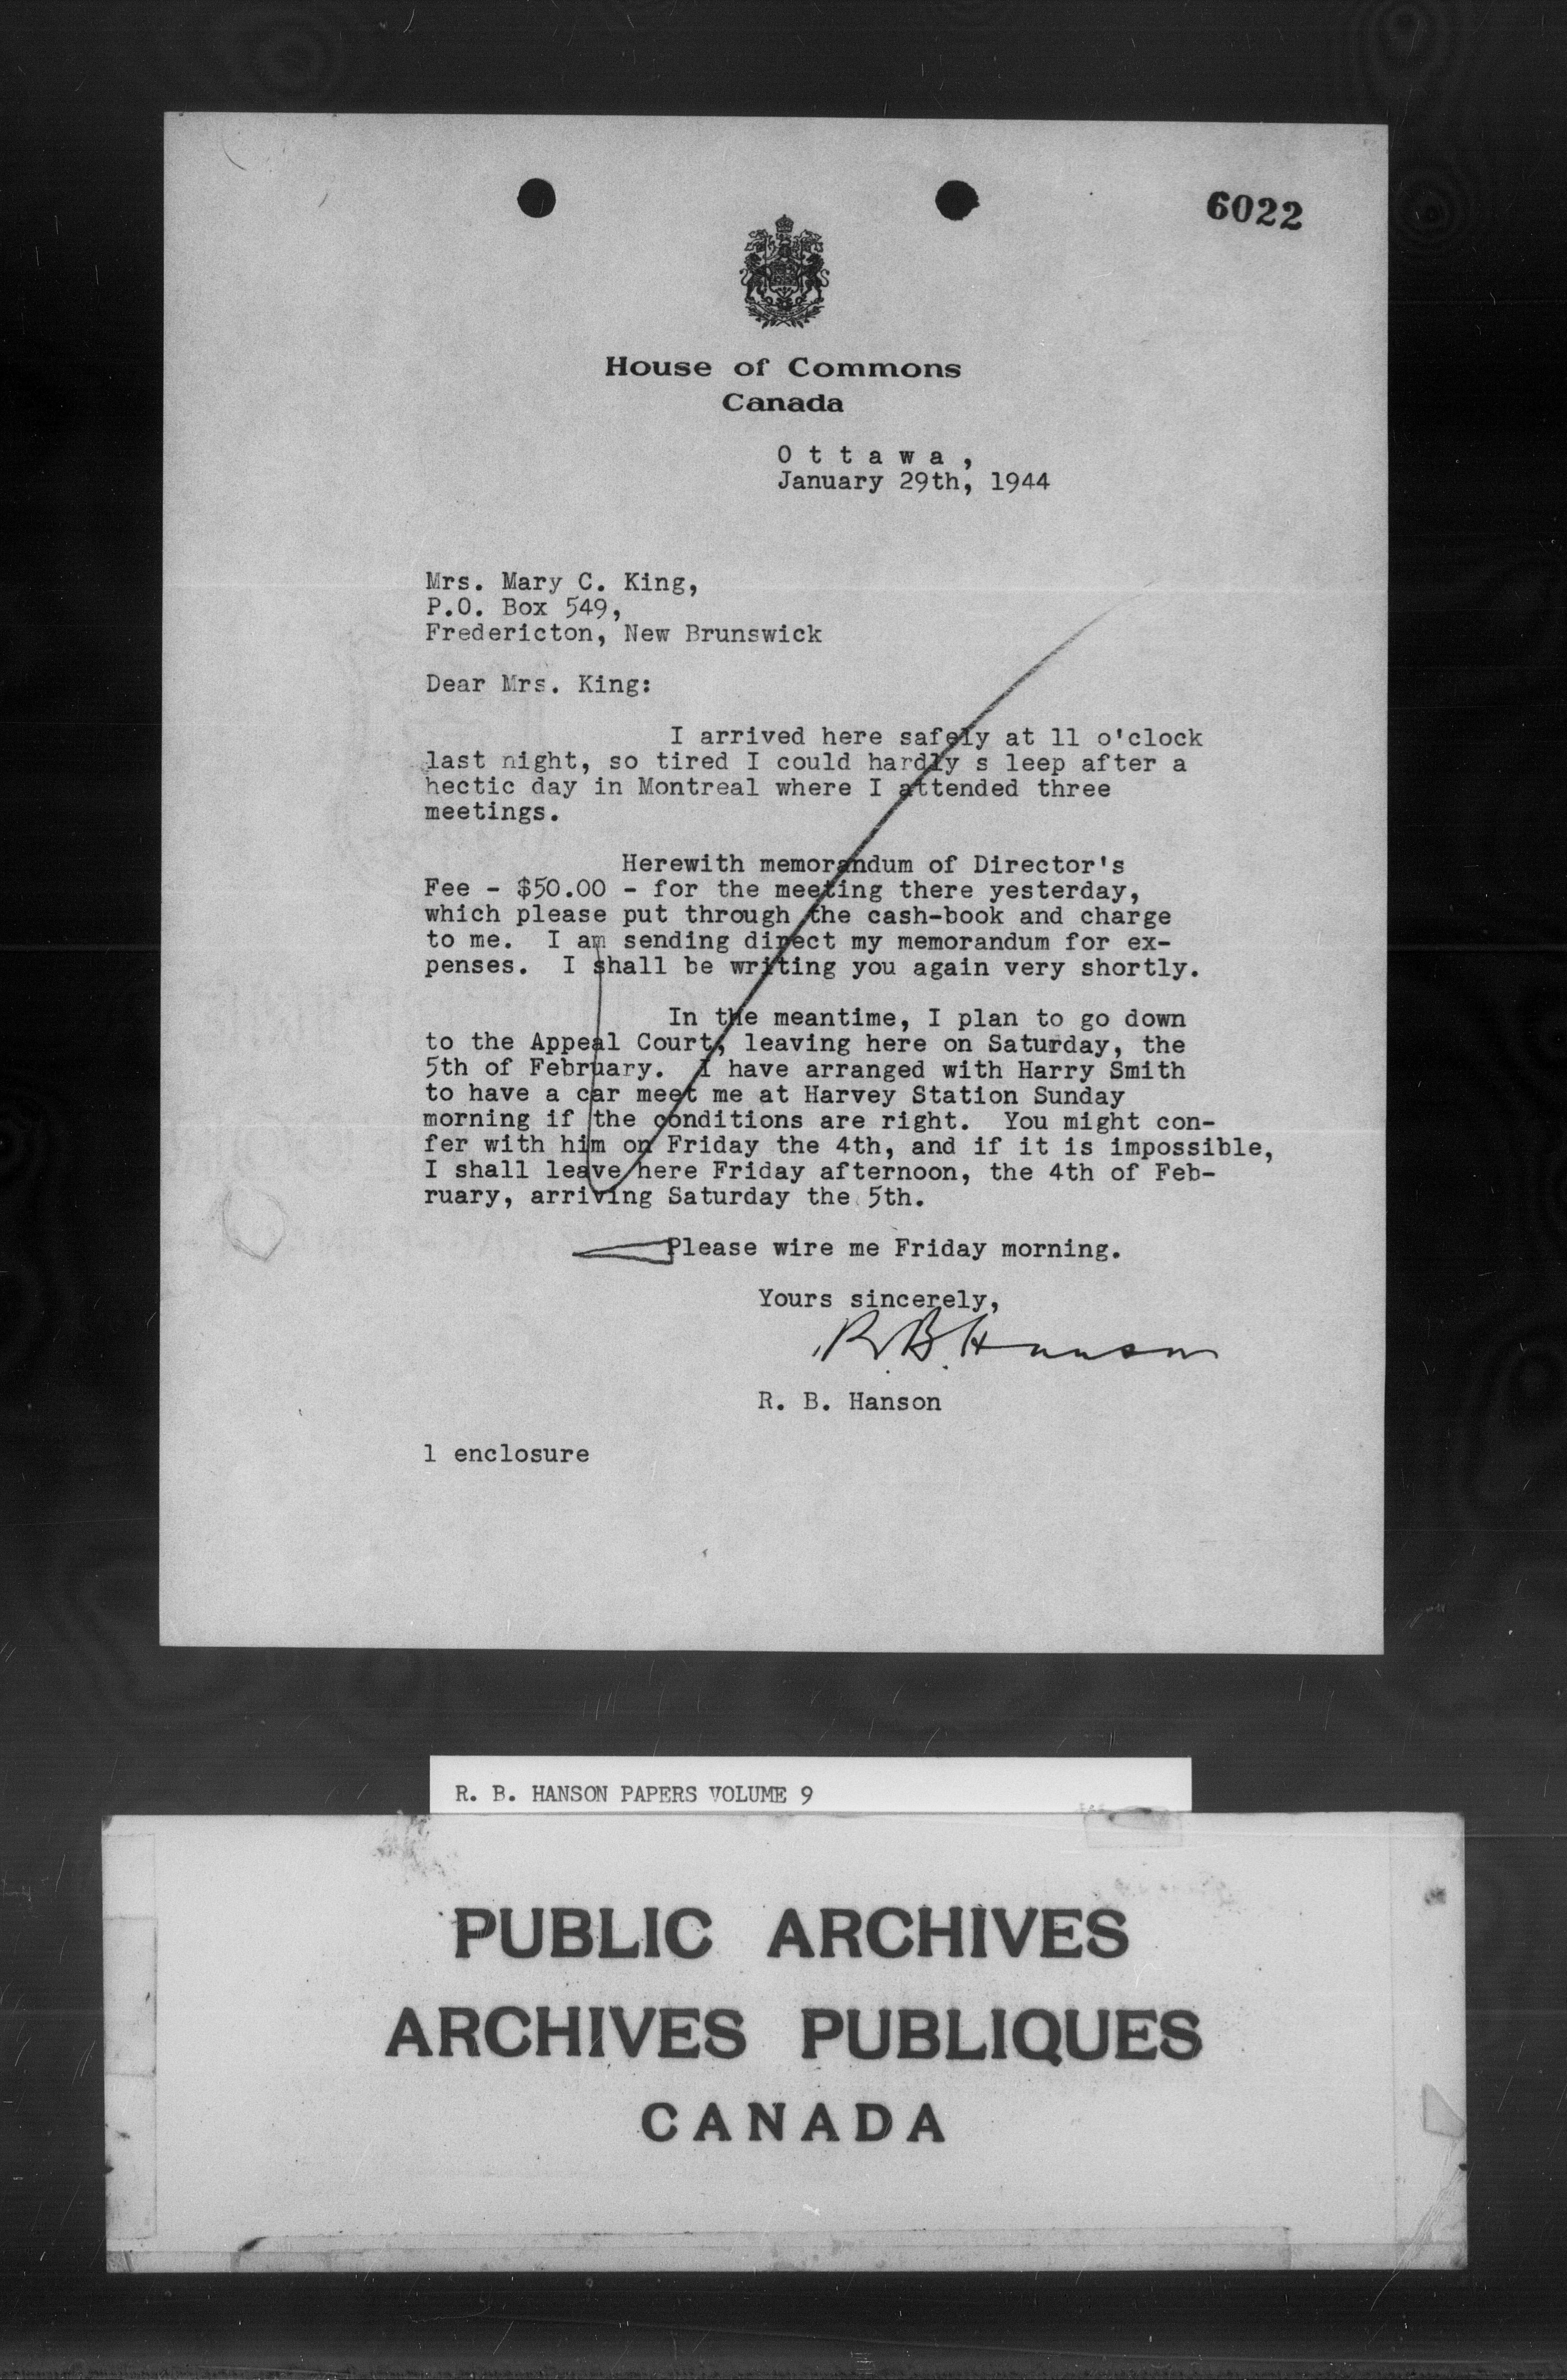 6022
House of Commons
Canada
Ottawa,
January 29th, 1944
Mrs. Mary C. King,
P.O. Box 549,
Fredericton, New Brunswick
Dear Mrs. King:
I arrived here safely at 11 o'clock
last night, so tired I could hardly s leep after a
hectic day in Montreal where I attended three
meetings.
Herewith memorandum of Director's
Fee - $50.00 - for the meeting there yesterday,
which please put through the cash-book and charge
to me. I am sending direct my memorandum for ex-
penses. I shall be writing you again very shortly.
In the meantime, I plan to go down
to the Appeal Court, leaving here on Saturday, the
5th of February. I have arranged with Harry Smith
to have a car meet me at Harvey Station Sunday
morning if the conditions are right. You might con-
fer with him on Friday the 4th, and if it is impossible,
I shall leave here Friday afternoon, the 4th of Feb-
ruary, arriving Saturday the 5th.
Please wire me Friday morning.
Yours sincerely,
R. B. Hanson
R. B. Hanson
1 enclosure
R. B. HANSON PAPERS VOLUME 9
PUBLIC ARCHIVES
ARCHIVES PUBLIQUES
CANADA